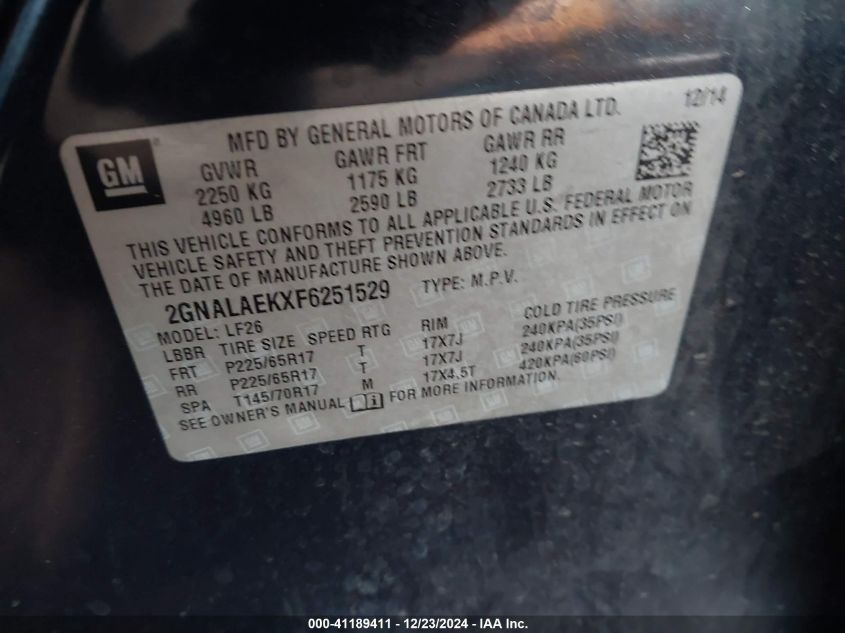 GM
MFD BY GENERAL MOTORS OF CANADA LTD. 12/14
GVWR GAWR FRT GAWR RR
2250 KG 1175 KG 1240 KG
4960 LB 2590 LB 2733 LB
THIS VEHICLE CONFORMS TO ALL APPLICABLE U.S. FEDERAL MOTOR
VEHICLE SAFETY AND THEFT PREVENTION STANDARDS IN EFFECT ON
THE DATE OF MANUFACTURE SHOWN ABOVE.
2GNALAEKXF6251529 TYPE: M.P.V.
MODEL: LF26
LBBR TIRE SIZE SPEED RTG RIM COLD TIRE PRESSURE
FRT P225/65R17 T 17X7J 240KPA(35PSI)
RR P225/65R17 T 17X7J 240KPA(35PSI)
SPA T145/70R17 M 17X4.5T 420KPA(60PSI)
SEE OWNER'S MANUAL FOR MORE INFORMATION.
000-41189411 - 12/23/2024 - IAA Inc.